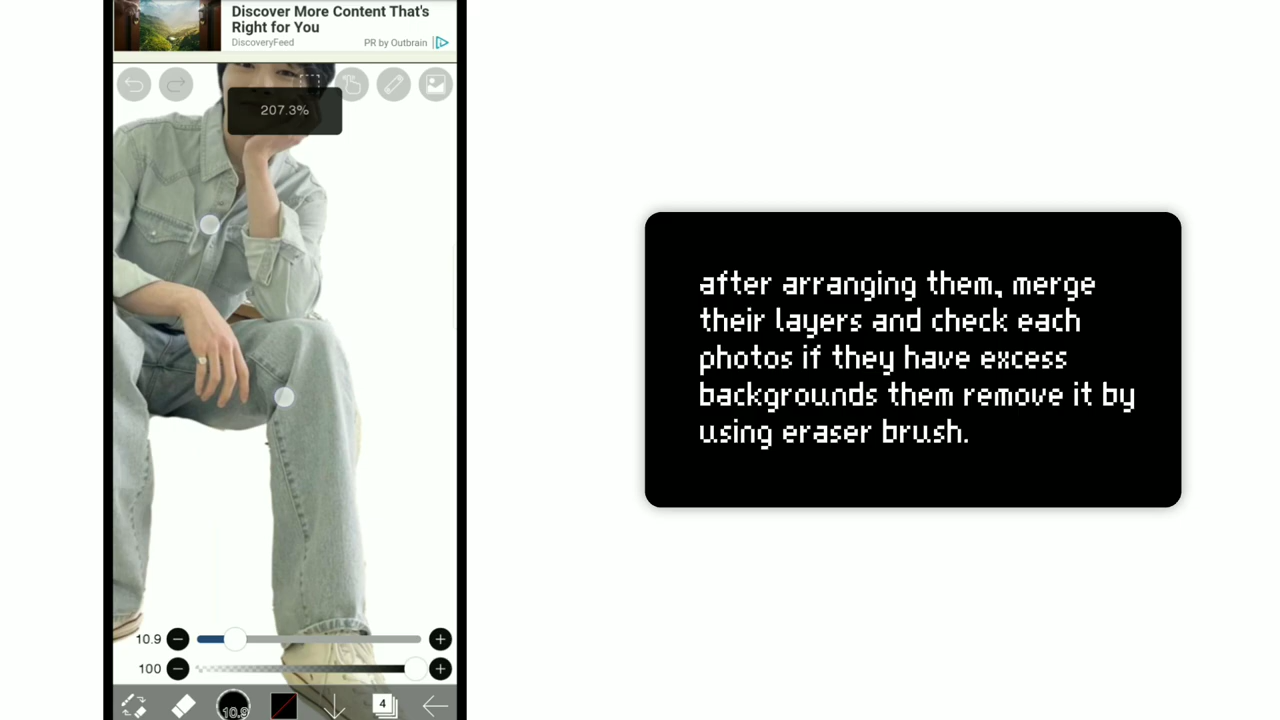 Discover More Content That's
Right for You
DiscoveryFeed
PR by Outbrain
207.3%
after arranging them, merge
their layers and check each
photos if they have excess
backgrounds them remove it by
using eraser brush.
10.9
100
10.9
4